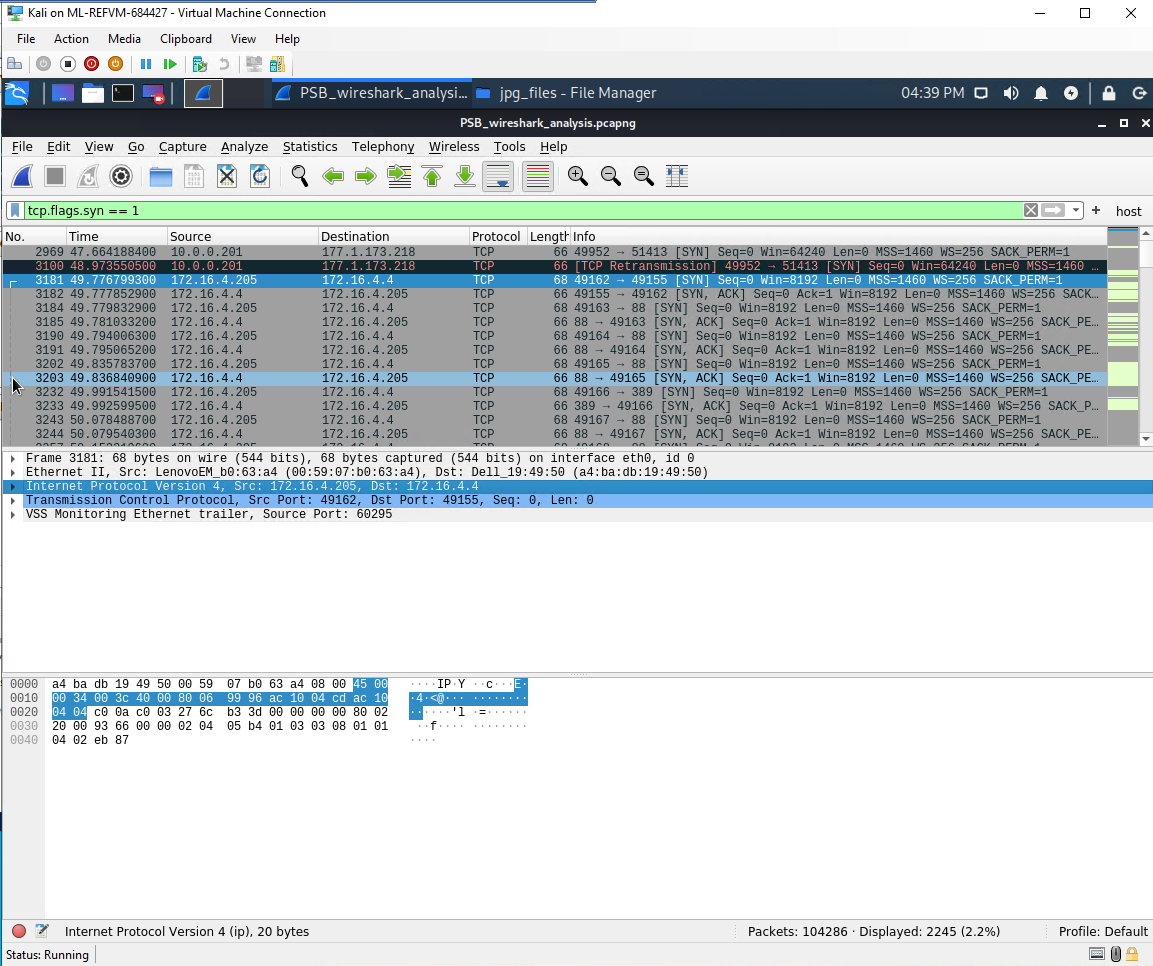 Kali on ML-REFVM-684427 - Virtual Machine Connection
File Action Media Clipboard View Help
PSB_wireshark_analysi... jpg_files - File Manager 04:39 PM
PSB_wireshark_analysis.pcapng
File Edit View Go Capture Analyze Statistics Telephony Wireless Tools Help
tcp.flags.syn == 1 + host
No. Time Source Destination Protocol Length Info
2969 47.664188400 10.0.0.201 177.1.173.218 TCP 66 49952 → 51413 [SYN] Seq=0 Win=64240 Len=0 MSS=1460 WS=256 SACK_PERM=1
3100 48.973550500 10.0.0.201 177.1.173.218 TCP 66 [TCP Retransmission] 49952 → 51413 [SYN] Seq=0 Win=64240 Len=0 MSS=1460 …
3181 49.776799300 172.16.4.205 172.16.4.4 TCP 68 49162 → 49155 [SYN] Seq=0 Win=8192 Len=0 MSS=1460 WS=256 SACK_PERM=1
3182 49.777852900 172.16.4.4 172.16.4.205 TCP 66 49155 → 49162 [SYN, ACK] Seq=0 Ack=1 Win=8192 Len=0 MSS=1460 WS=256 SACK…
3184 49.779832900 172.16.4.205 172.16.4.4 TCP 68 49163 → 88 [SYN] Seq=0 Win=8192 Len=0 MSS=1460 WS=256 SACK_PERM=1
3185 49.781033200 172.16.4.4 172.16.4.205 TCP 66 88 → 49163 [SYN, ACK] Seq=0 Ack=1 Win=8192 Len=0 MSS=1460 WS=256 SACK_PE…
3190 49.794006300 172.16.4.205 172.16.4.4 TCP 68 49164 → 88 [SYN] Seq=0 Win=8192 Len=0 MSS=1460 WS=256 SACK_PERM=1
3191 49.795065200 172.16.4.4 172.16.4.205 TCP 66 88 → 49164 [SYN, ACK] Seq=0 Ack=1 Win=8192 Len=0 MSS=1460 WS=256 SACK_PE…
3202 49.835783700 172.16.4.205 172.16.4.4 TCP 68 49165 → 88 [SYN] Seq=0 Win=8192 Len=0 MSS=1460 WS=256 SACK_PERM=1
3203 49.836840900 172.16.4.4 172.16.4.205 TCP 66 88 → 49165 [SYN, ACK] Seq=0 Ack=1 Win=8192 Len=0 MSS=1460 WS=256 SACK_PE…
3232 49.991541500 172.16.4.205 172.16.4.4 TCP 68 49166 → 389 [SYN] Seq=0 Win=8192 Len=0 MSS=1460 WS=256 SACK_PERM=1
3233 49.992599500 172.16.4.4 172.16.4.205 TCP 66 389 → 49166 [SYN, ACK] Seq=0 Ack=1 Win=8192 Len=0 MSS=1460 WS=256 SACK_P…
3243 50.078488700 172.16.4.205 172.16.4.4 TCP 68 49167 → 88 [SYN] Seq=0 Win=8192 Len=0 MSS=1460 WS=256 SACK_PERM=1
3244 50.079540300 172.16.4.4 172.16.4.205 TCP 66 88 → 49167 [SYN, ACK] Seq=0 Ack=1 Win=8192 Len=0 MSS=1460 WS=256 SACK_PE…
Frame 3181: 68 bytes on wire (544 bits), 68 bytes captured (544 bits) on interface eth0, id 0
Ethernet II, Src: LenovoEM_b0:63:a4 (00:59:07:b0:63:a4), Dst: Dell_19:49:50 (a4:ba:db:19:49:50)
Internet Protocol Version 4, Src: 172.16.4.205, Dst: 172.16.4.4
Transmission Control Protocol, Src Port: 49162, Dst Port: 49155, Seq: 0, Len: 0
VSS Monitoring Ethernet trailer, Source Port: 60295
0000 a4 ba db 19 49 50 00 59 07 b0 63 a4 08 00 45 00 ····IP·Y ··c···E·
0010 00 34 00 3c 40 00 80 06 99 96 ac 10 04 cd ac 10 ·4·<@··· ········
0020 04 04 c0 0a c0 03 27 6c b3 3d 00 00 00 00 80 02 ······'l ·=······
0030 20 00 93 66 00 00 02 04 05 b4 01 03 03 08 01 01 ··f···· ········
0040 04 02 eb 87 ····
Internet Protocol Version 4 (ip), 20 bytes Packets: 104286 · Displayed: 2245 (2.2%) Profile: Default
Status: Running